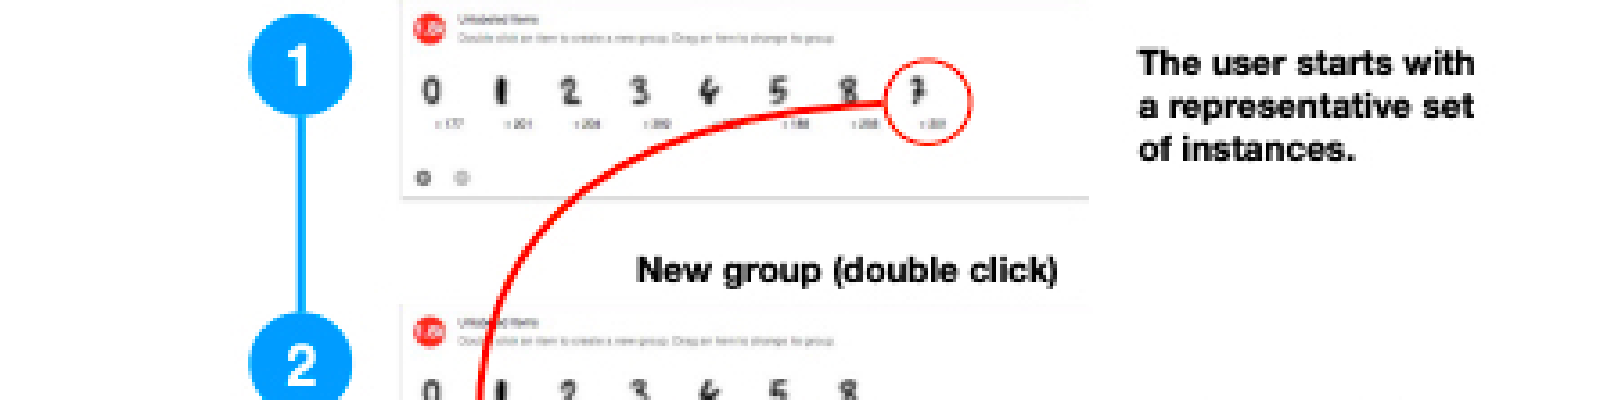 1
Unlabeled items
Double click an item to create a new group. Drag an item to change its group.
0 1 2 3 4 5 8 7
The user starts with
a representative set
of instances.
New group (double click)
2
Unlabeled items
Double click an item to create a new group. Drag an item to change its group.
0 1 2 3 4 5 8